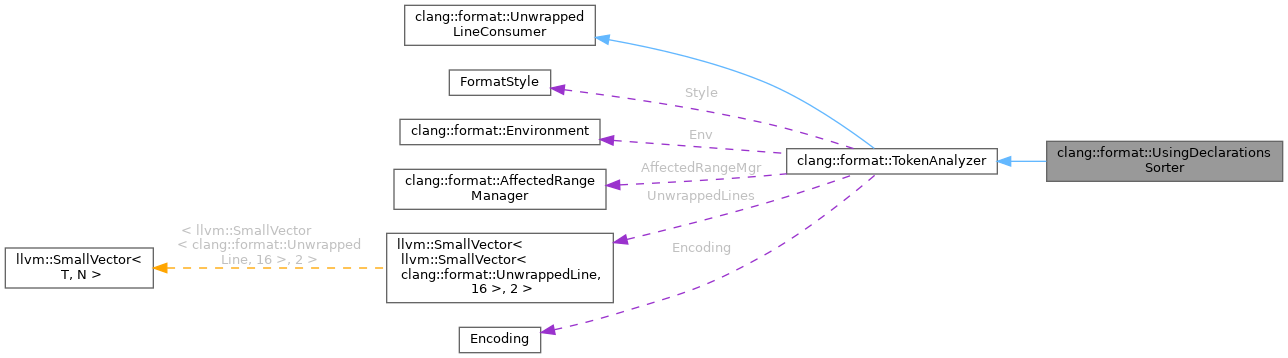 clang::format::Unwrapped
LineConsumer
FormatStyle
Style
clang::format::Environment
Env
clang::format::TokenAnalyzer
clang::format::UsingDeclarations
Sorter
clang::format::AffectedRange
Manager
AffectedRangeMgr
UnwrappedLines
llvm::SmallVector<
T, N >
< llvm::SmallVector
< clang::format::Unwrapped
Line, 16 >, 2 >
llvm::SmallVector<
llvm::SmallVector<
clang::format::UnwrappedLine,
16 >, 2 >
Encoding
Encoding